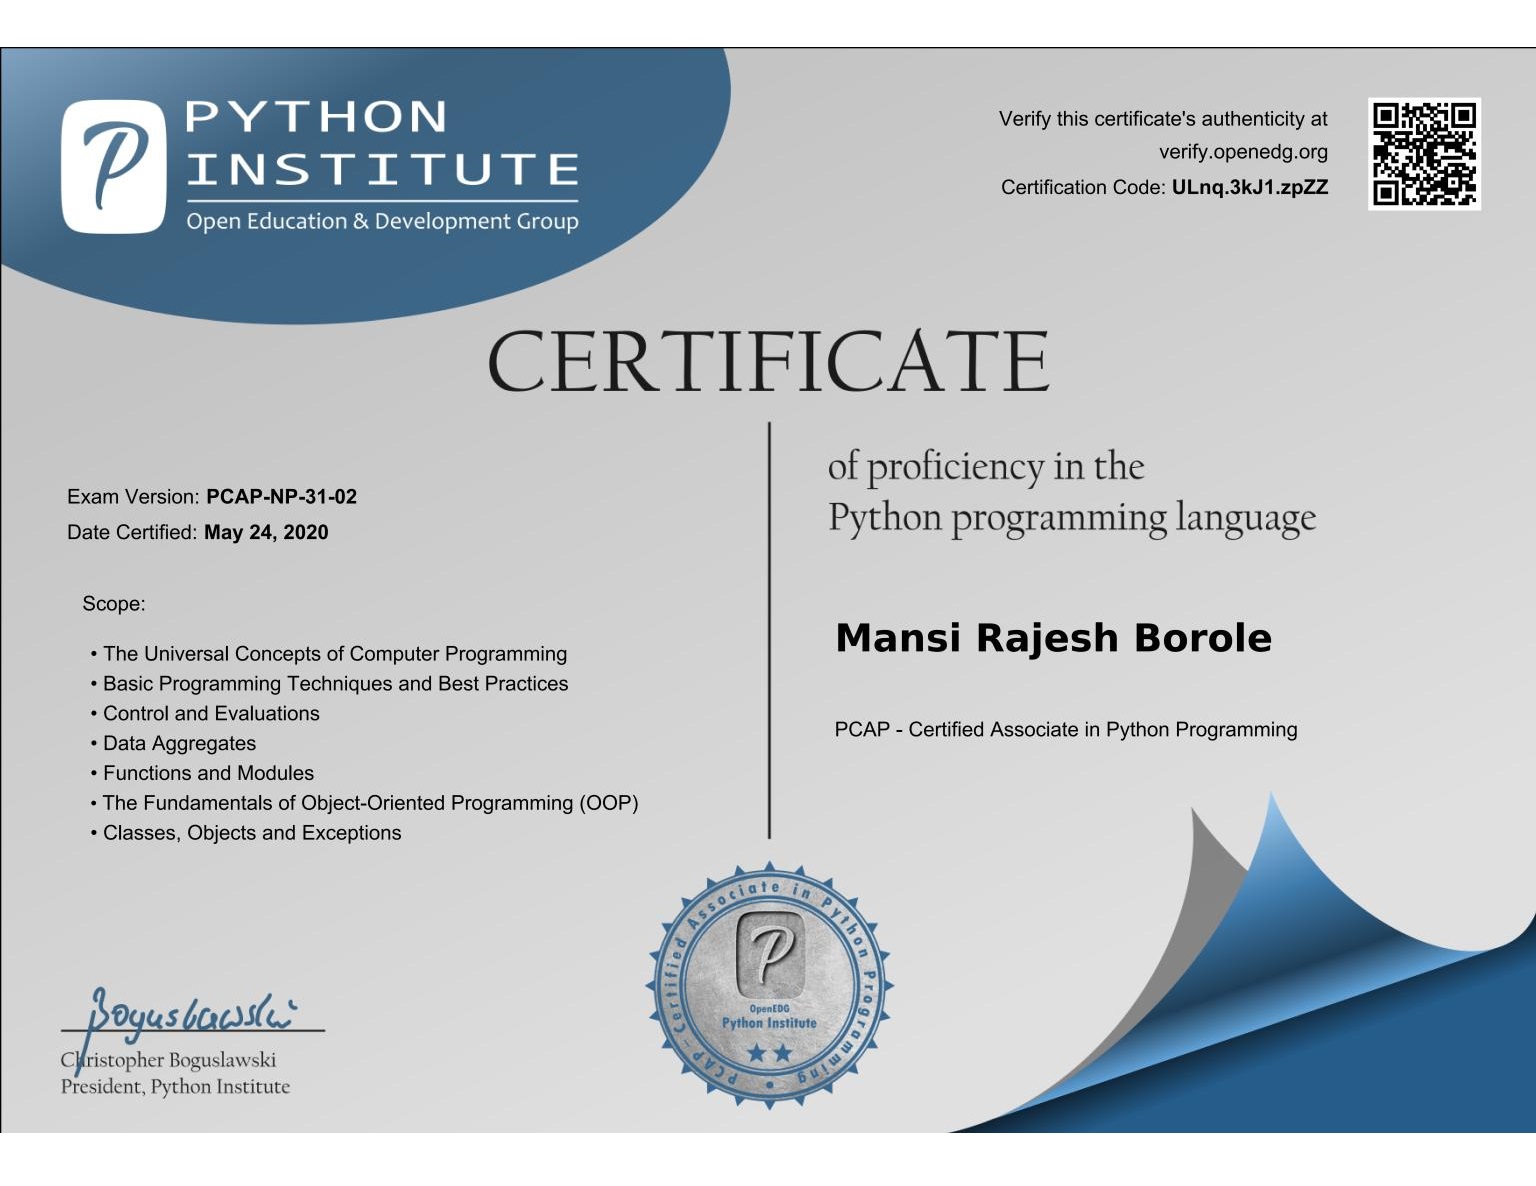 PYTHON
INSTITUTE
Open Education & Development Group
Verify this certificate's authenticity at
verify.openedg.org
Certification Code: ULnq.3kJ1.zpZZ
CERTIFICATE
of proficiency in the
Python programming language
Exam Version: PCAP-NP-31-02
Date Certified: May 24, 2020
Scope:
• The Universal Concepts of Computer Programming
• Basic Programming Techniques and Best Practices
• Control and Evaluations
• Data Aggregates
• Functions and Modules
• The Fundamentals of Object-Oriented Programming (OOP)
• Classes, Objects and Exceptions
Mansi Rajesh Borole
PCAP - Certified Associate in Python Programming
Boguslawski
Christopher Boguslawski
President, Python Institute
PCAP - Certified Associate in Python Programming •
OpenEDG
Python Institute